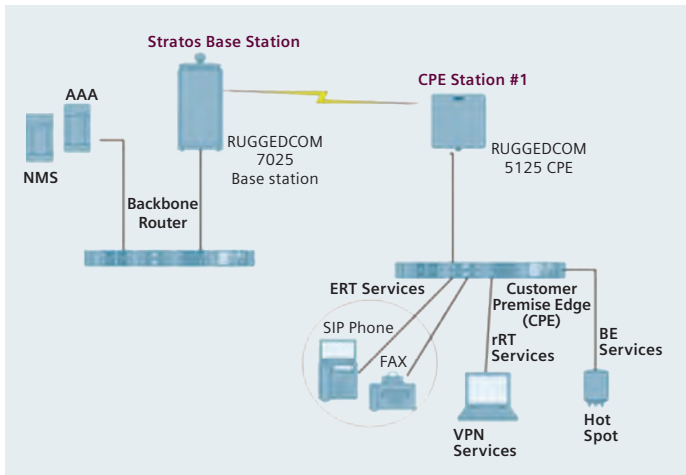 Stratos Base Station
CPE Station #1
AAA
NMS
RUGGEDCOM
7025
Base station
RUGGEDCOM
5125 CPE
Backbone
Router
ERT Services
Customer
Premise Edge
(CPE)
SIP Phone
FAX
rRT
Services
BE
Services
VPN
Services
Hot
Spot